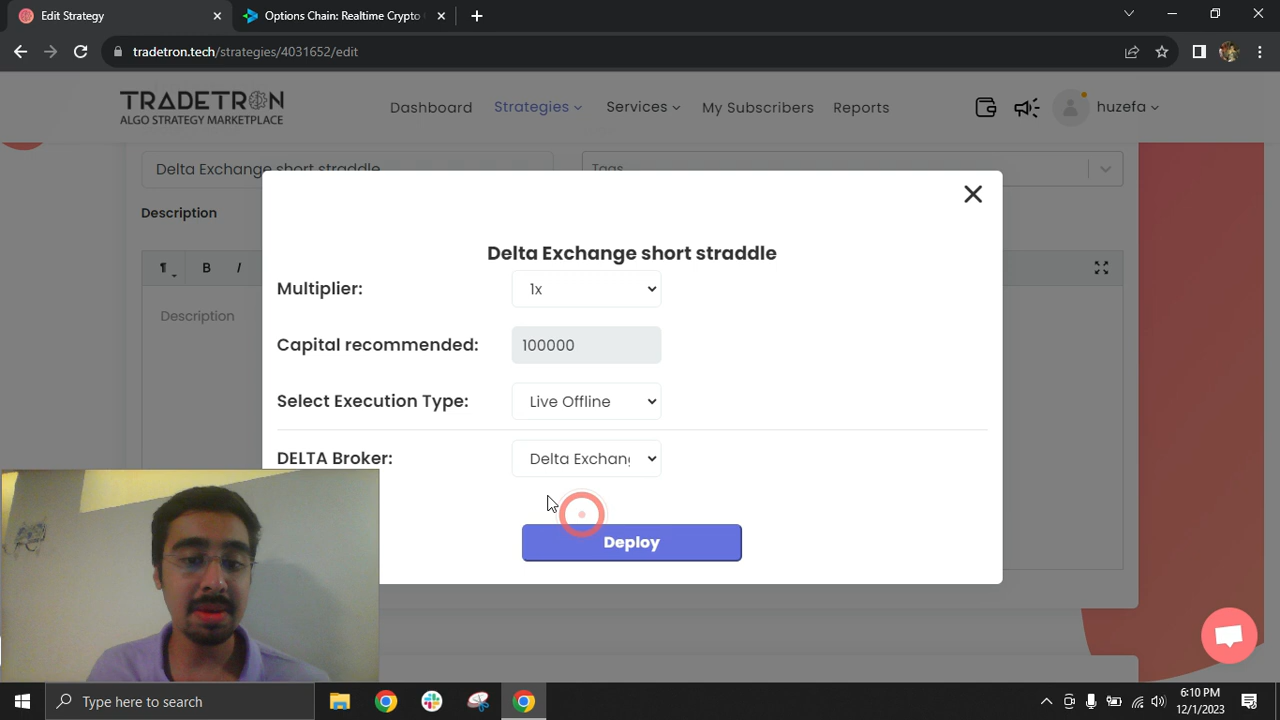 Edit Strategy
Options Chain: Realtime Crypto
tradetron.tech/strategies/4031652/edit
TRADETRON
ALGO STRATEGY MARKETPLACE
Dashboard
Strategies
Services
My Subscribers
Reports
huzefa
Delta Exchange short straddle
Tags
Description
B
I
Description
Delta Exchange short straddle
Multiplier:
1x
Capital recommended:
100000
Select Execution Type:
Live Offline
DELTA Broker:
Delta Exchang
Deploy
Type here to search
6:10 PM
12/1/2023